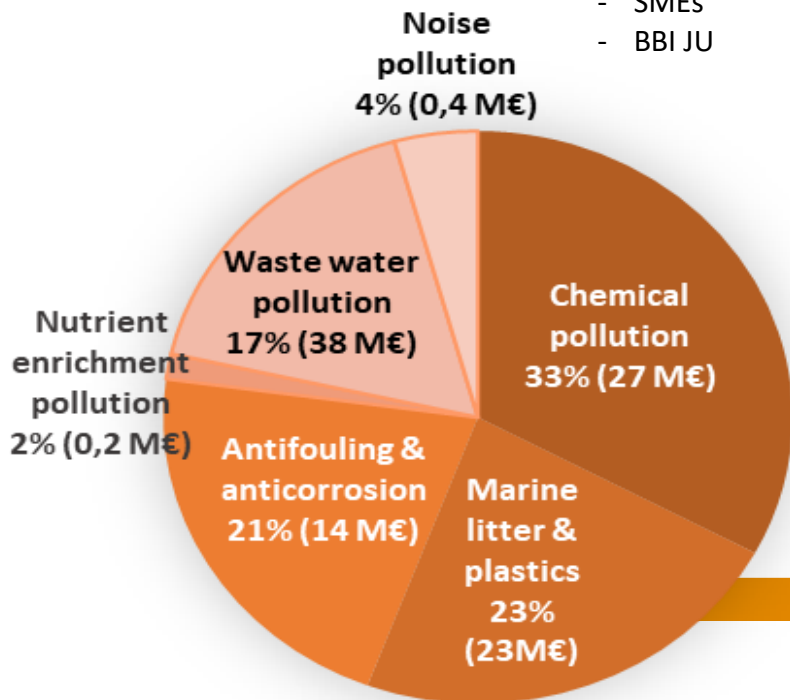 - SMEs
- BBI JU
Noise
pollution
4% (0,4 M€)
Chemical
pollution
33% (27 M€)
Marine
litter &
plastics
23%
(23M€)
Antifouling &
anticorrosion
21% (14 M€)
Nutrient
enrichment
pollution
2% (0,2 M€)
Waste water
pollution
17% (38 M€)